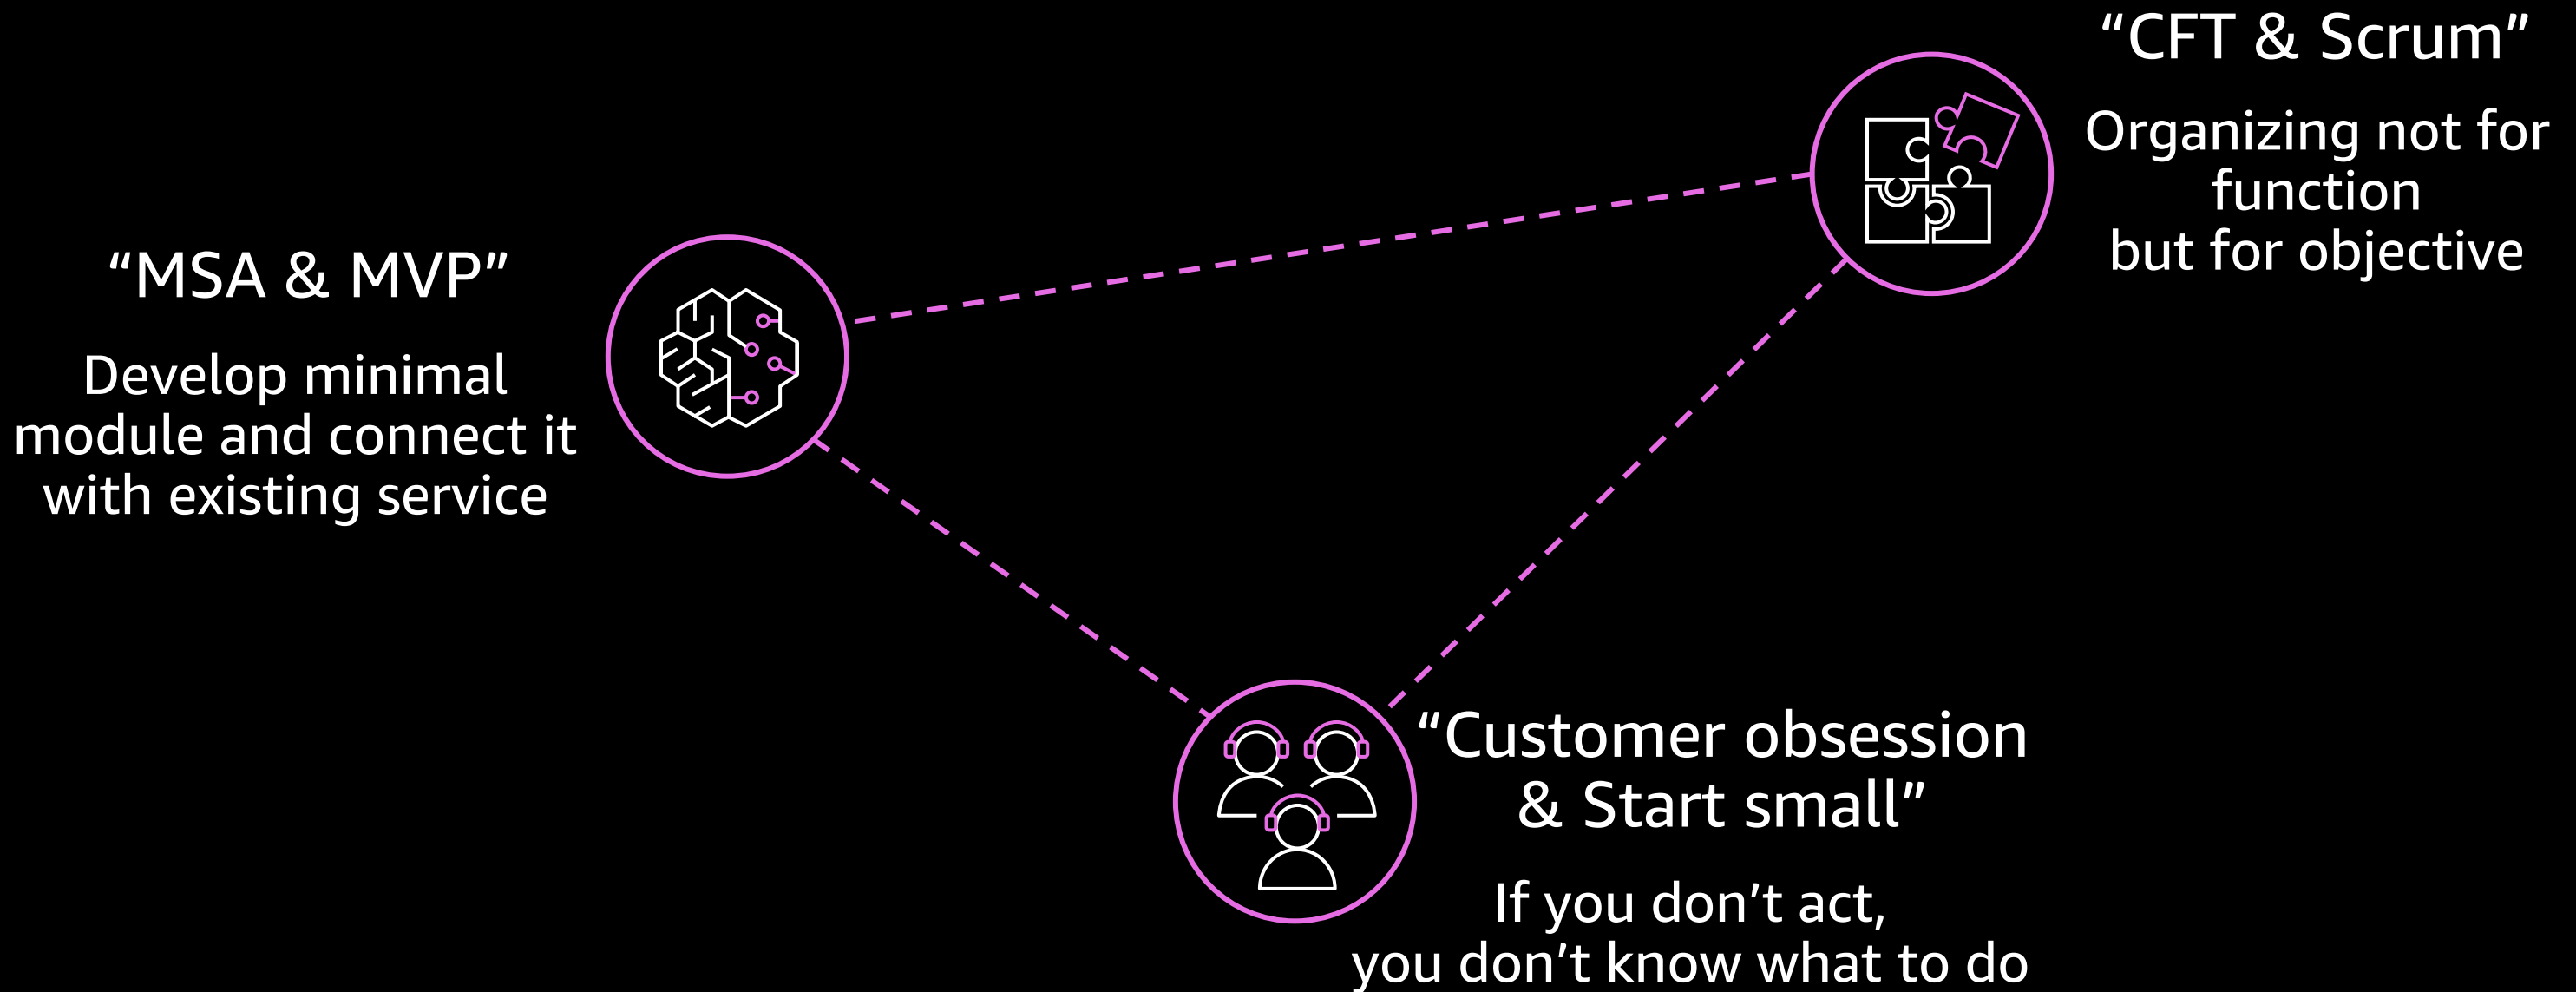 “MSA & MVP”
Develop minimal
module and connect it
with existing service
“CFT & Scrum”
Organizing not for
function
but for objective
“Customer obsession
& Start small”
If you don’t act,
you don’t know what to do